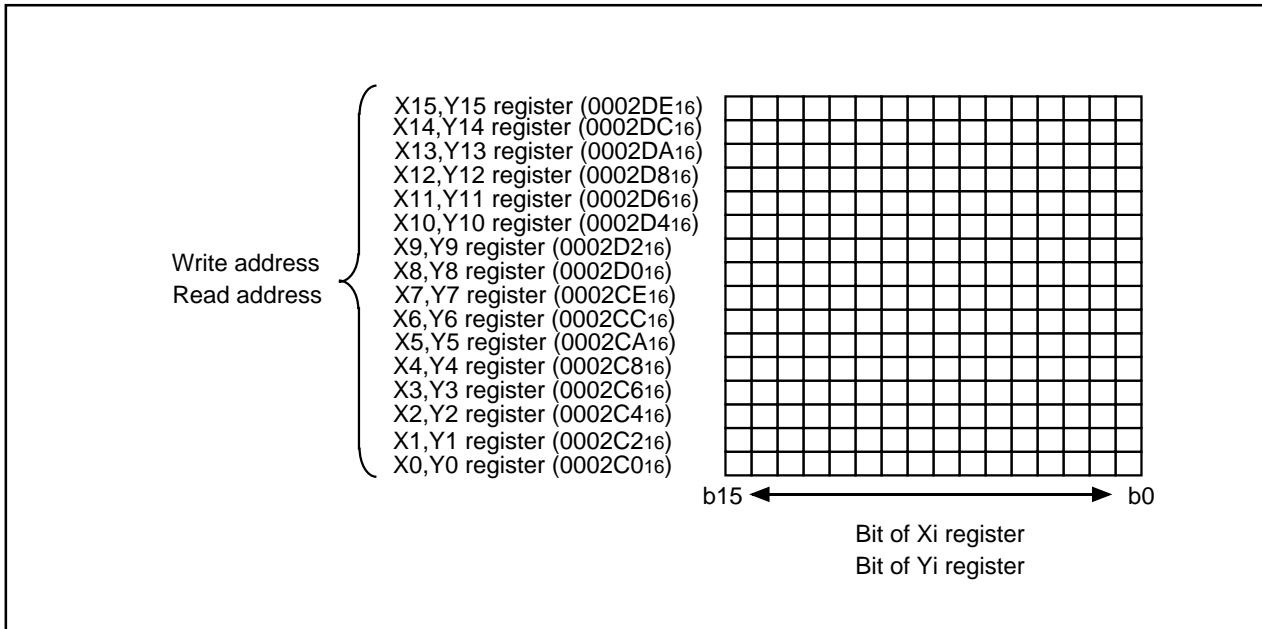 X15,Y15 register (0002DE16)
X14,Y14 register (0002DC16)
X13,Y13 register (0002DA16)
X12,Y12 register (0002D816)
X11,Y11 register (0002D616)
X10,Y10 register (0002D416)
X9,Y9 register (0002D216)
X8,Y8 register (0002D016)
X7,Y7 register (0002CE16)
X6,Y6 register (0002CC16)
X5,Y5 register (0002CA16)
X4,Y4 register (0002C816)
X3,Y3 register (0002C616)
X2,Y2 register (0002C416)
X1,Y1 register (0002C216)
X0,Y0 register (0002C016)
Write address
Read address
b15 b0
Bit of Xi register
Bit of Yi register